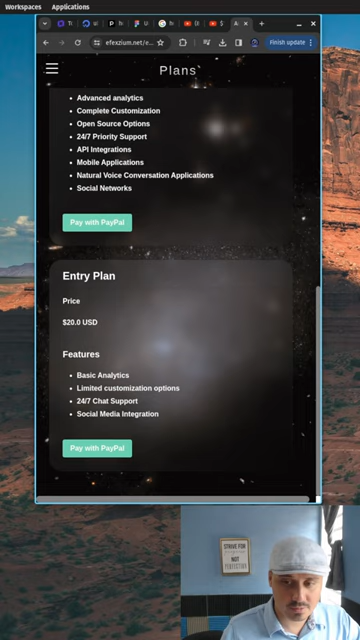 Workspaces Applications
efexzium.net/e...
Finish update
Plans`
Advanced analytics
Complete Customization
Open Source Options
24/7 Priority Support
API Integrations
Mobile Applications
Natural Voice Conversation Applications
Social Networks
Pay with PayPal
Entry Plan
Price
$20.0 USD
Features
Basic Analytics
Limited customization options
24/7 Chat Support
Social Media Integration
Pay with PayPal
STRIVE FOR
NOT
PERFECTION